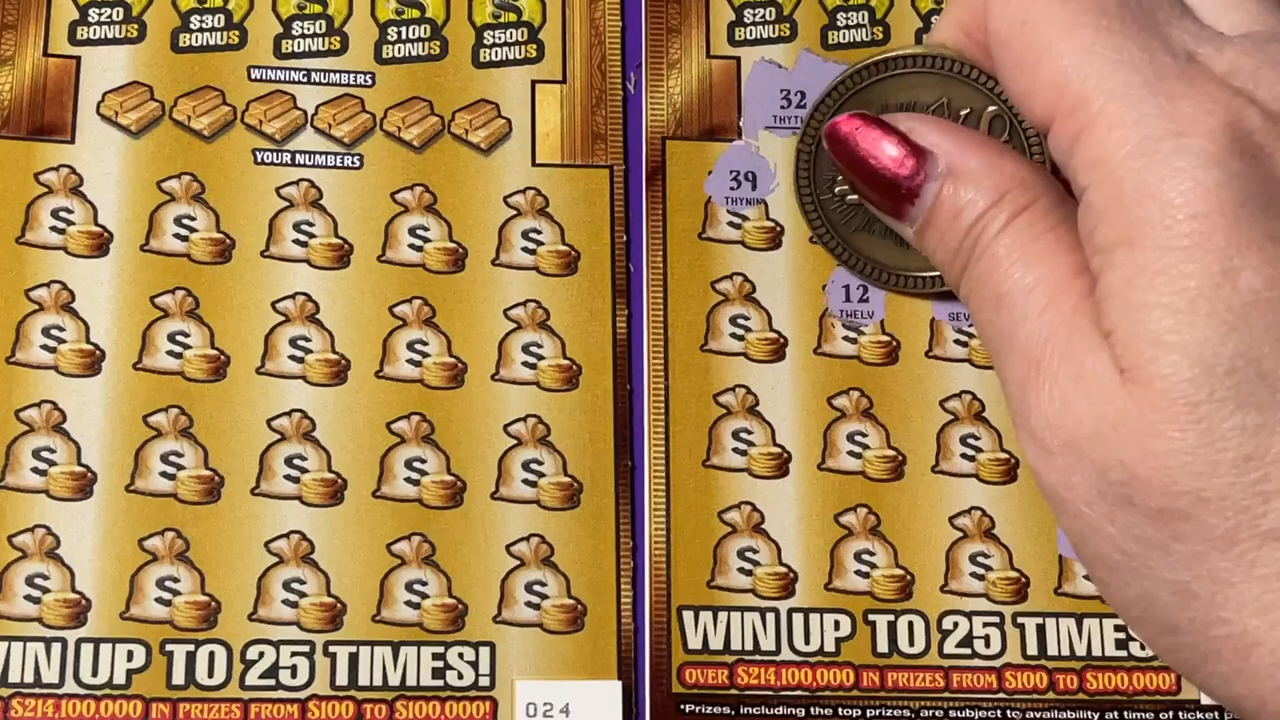 $20 BONUS
$30 BONUS
$50 BONUS
$100 BONUS
$500 BONUS
WINNING NUMBERS
YOUR NUMBERS
WIN UP TO 25 TIMES!
$214,100,000 IN PRIZES FROM $100 TO $100,000!
024
$20 BONUS
$30 BONUS
32
39
THYNIN
12
TWELV
SEV
WIN UP TO 25 TIMES
OVER $214,100,000 IN PRIZES FROM $100 TO $100,000!
*Prizes, including the top prizes, are subject to availability at time of ticket